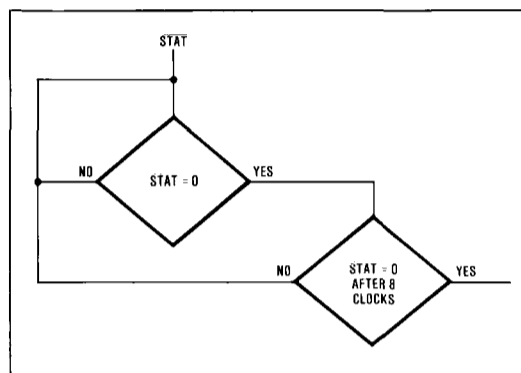 STAT
NO
STAT = 0
YES
NO
STAT = 0
AFTER 8
CLOCKS
YES